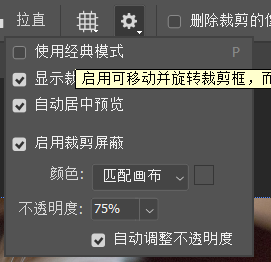 拉直 删除裁剪的像
使用经典模式 P
显示裁
启用可移动并旋转裁剪框，而
自动居中预览
启用裁剪屏蔽
颜色： 匹配画布
不透明度： 75%
自动调整不透明度